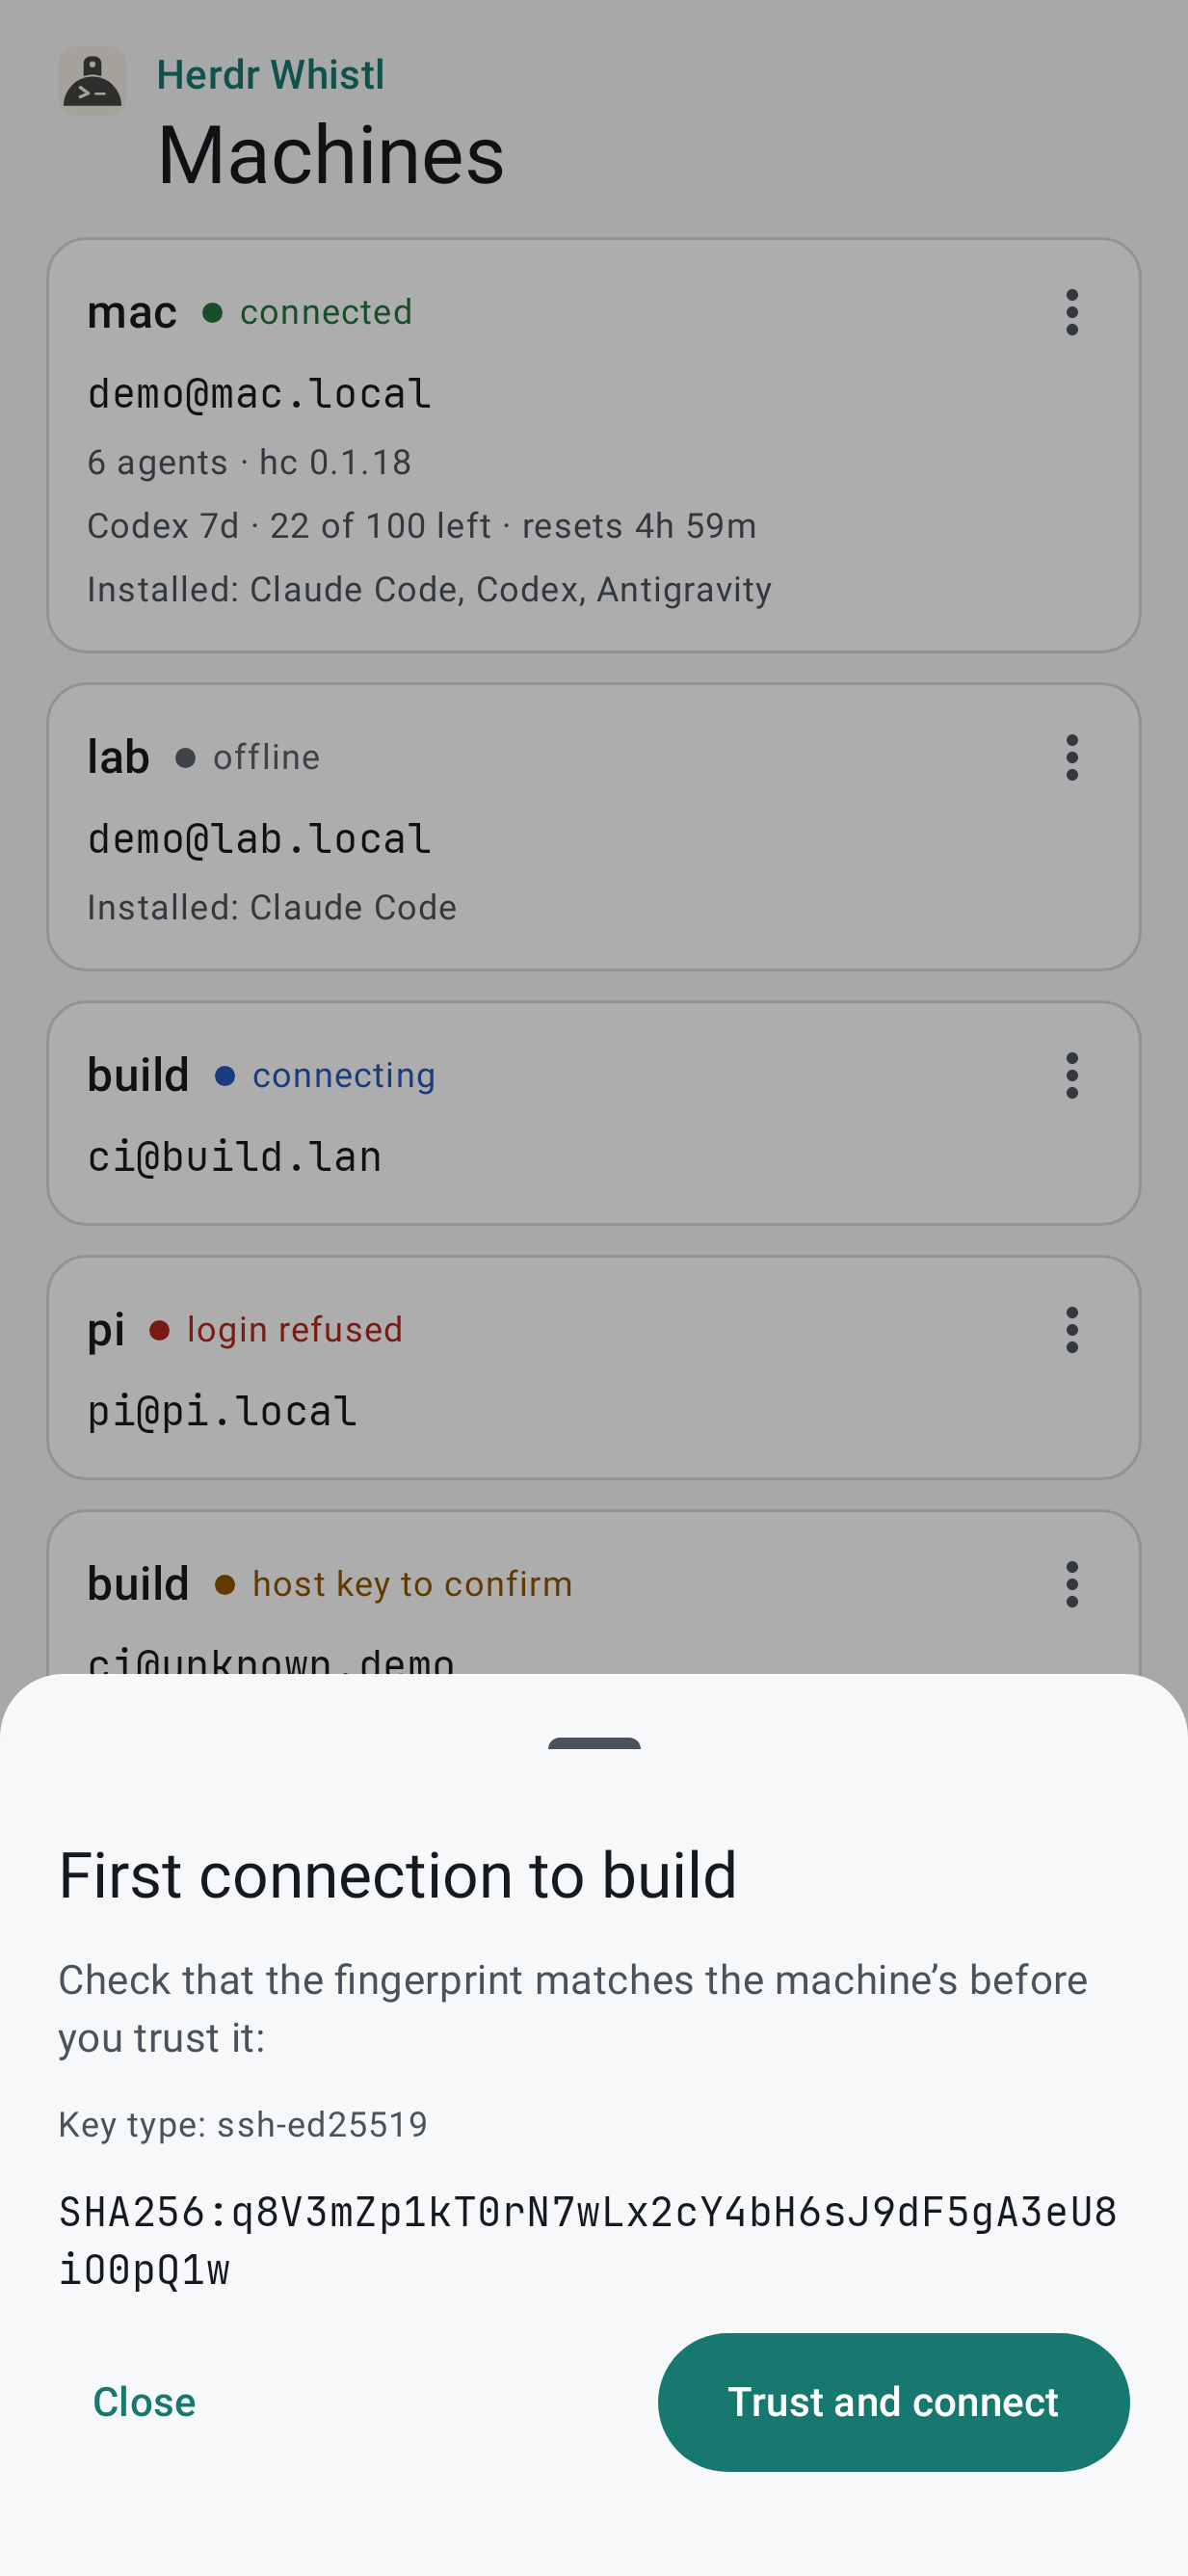 Herdr Whistl
Machines
mac connected
demo@mac.local
6 agents · hc 0.1.18
Codex 7d · 22 of 100 left · resets 4h 59m
Installed: Claude Code, Codex, Antigravity
lab offline
demo@lab.local
Installed: Claude Code
build connecting
ci@build.lan
pi login refused
pi@pi.local
build host key to confirm
ci@unknown.demo
First connection to build
Check that the fingerprint matches the machine’s before
you trust it:
Key type: ssh-ed25519
SHA256:q8V3mZp1kT0rN7wLx2cY4bH6sJ9dF5gA3eU8
iO0pQ1w
Close
Trust and connect